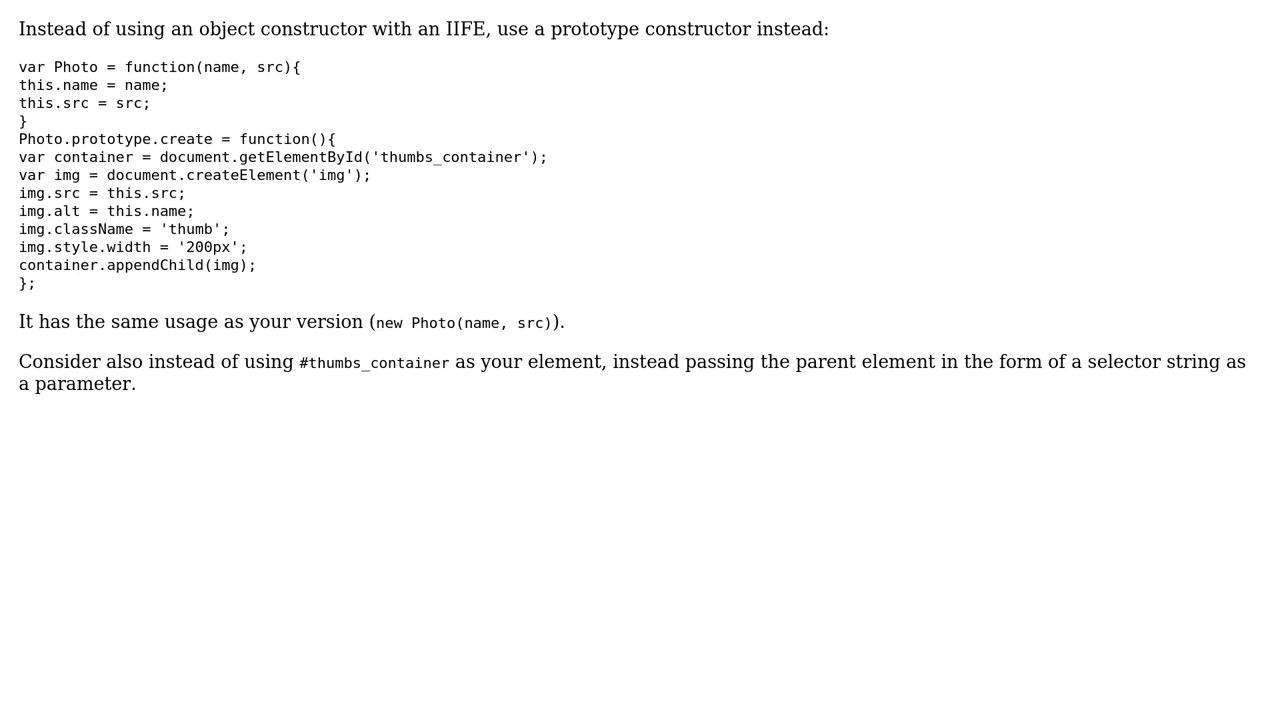 Instead of using an object constructor with an IIFE, use a prototype constructor instead:
var Photo = function(name, src){
this.name = name;
this.src = src;
}
Photo.prototype.create = function(){
var container = document.getElementById('thumbs_container');
var img = document.createElement('img');
img.src = this.src;
img.alt = this.name;
img.className = 'thumb';
img.style.width = '200px';
container.appendChild(img);
};
It has the same usage as your version (new Photo(name, src)).
Consider also instead of using #thumbs_container as your element, instead passing the parent element in the form of a selector string as
a parameter.